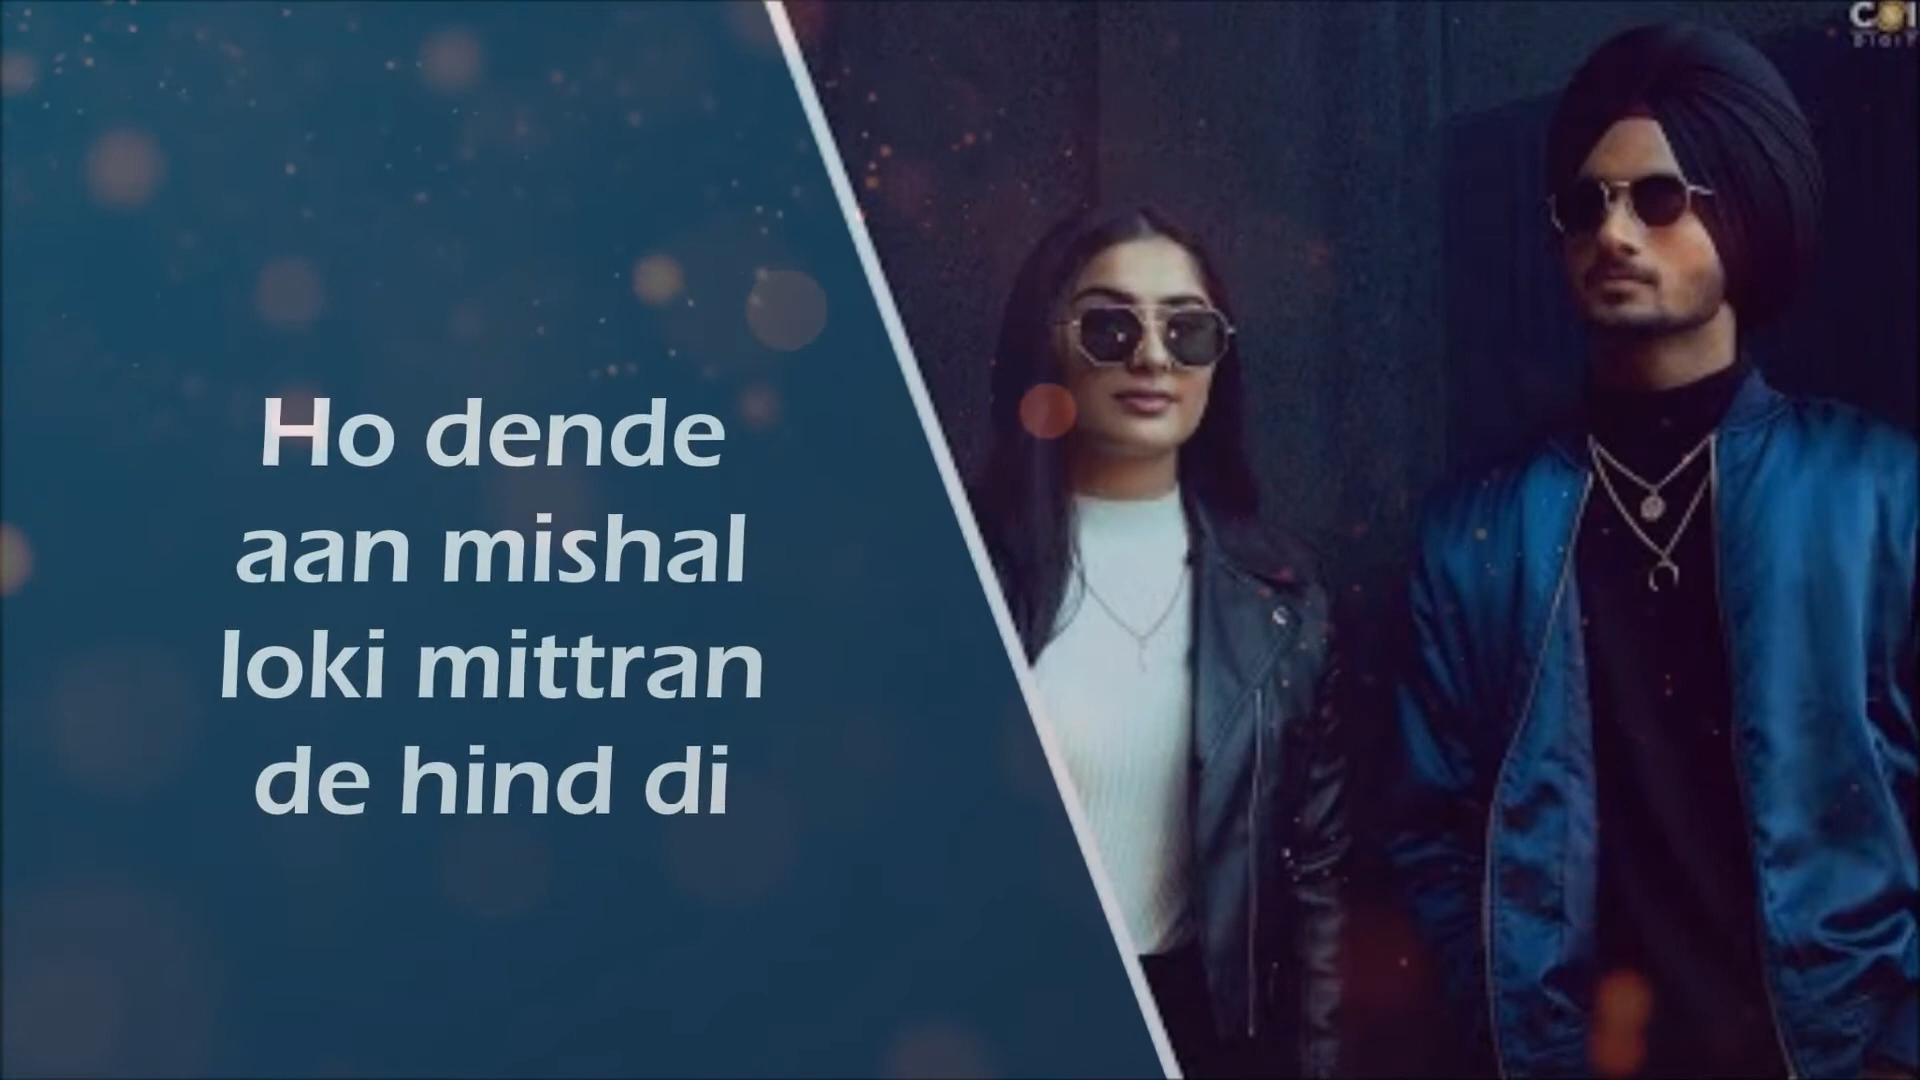 Ho dende
aan mishal
loki mittran
de hind di